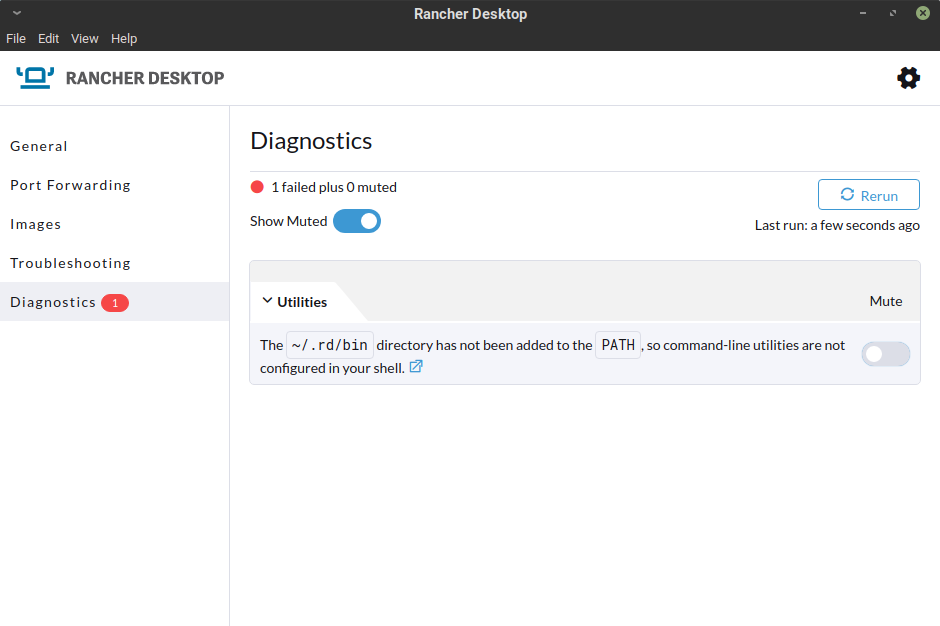 Rancher Desktop
File Edit View Help
RANCHER DESKTOP
General
Port Forwarding
Images
Troubleshooting
Diagnostics 1
Diagnostics
1 failed plus 0 muted
Show Muted
Rerun
Last run: a few seconds ago
Utilities
Mute
The ~/.rd/bin directory has not been added to the PATH, so command-line utilities are not
configured in your shell.